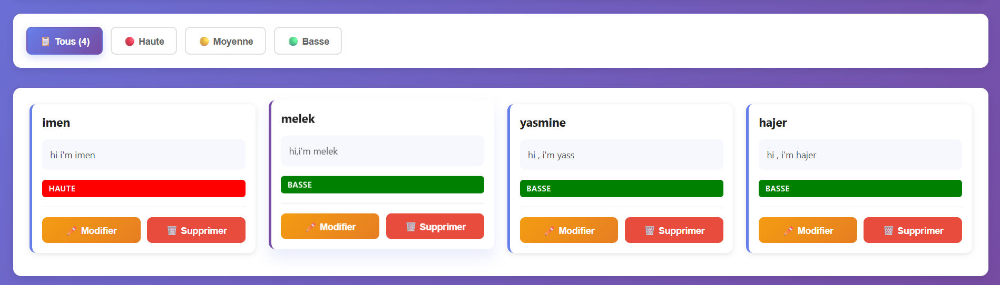 Tous (4)
Haute
Moyenne
Basse
imen
hi i'm imen
HAUTE
Modifier
Supprimer
melek
hi,i'm melek
BASSE
Modifier
Supprimer
yasmine
hi , i'm yass
BASSE
Modifier
Supprimer
hajer
hi , i'm hajer
BASSE
Modifier
Supprimer